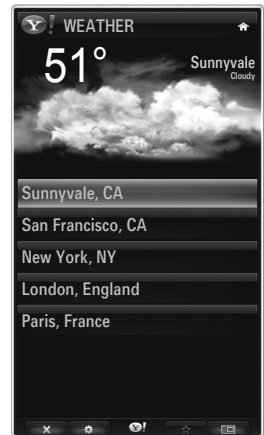 Y! WEATHER
51°
Sunnyvale
Cloudy
Sunnyvale, CA
San Francisco, CA
New York, NY
London, England
Paris, France
Y!